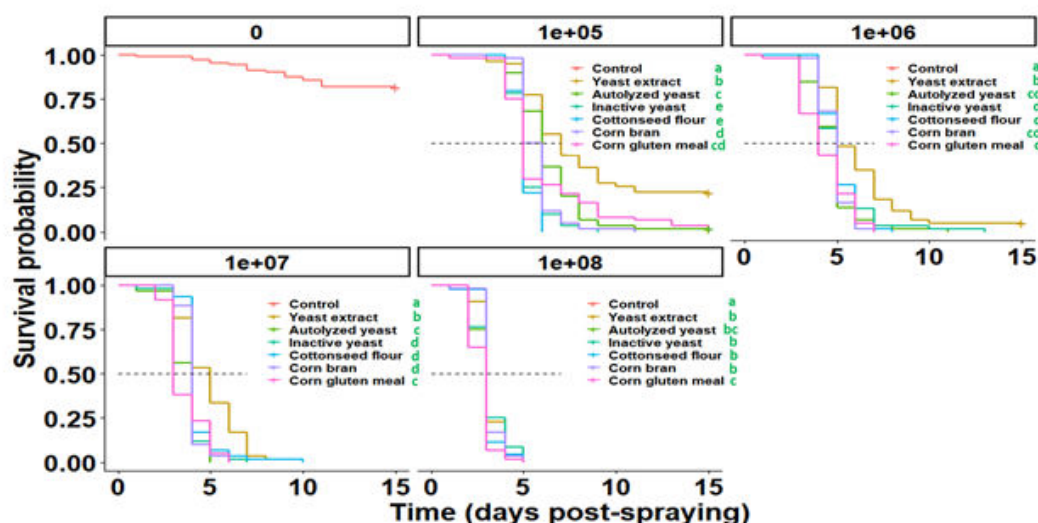 0
1e+05
1e+06
1.00
0.75
0.50
0.25
0.00
Control a
Yeast extract b
Autolyzed yeast c
Inactive yeast e
Cottonseed flour e
Corn bran d
Corn gluten meal cd
Control a
Yeast extract b
Autolyzed yeast cd
Inactive yeast
Cottonseed flour
Corn bran cd
Corn gluten meal
0 5 10 15
Survival probability
1e+07
1e+08
1.00
0.75
0.50
0.25
0.00
Control a
Yeast extract b
Autolyzed yeast c
Inactive yeast d
Cottonseed flour d
Corn bran d
Corn gluten meal c
Control a
Yeast extract b
Autolyzed yeast bc
Inactive yeast b
Cottonseed flour b
Corn bran b
Corn gluten meal c
0 5 10 15
0 5 10 15
Time (days post-spraying)